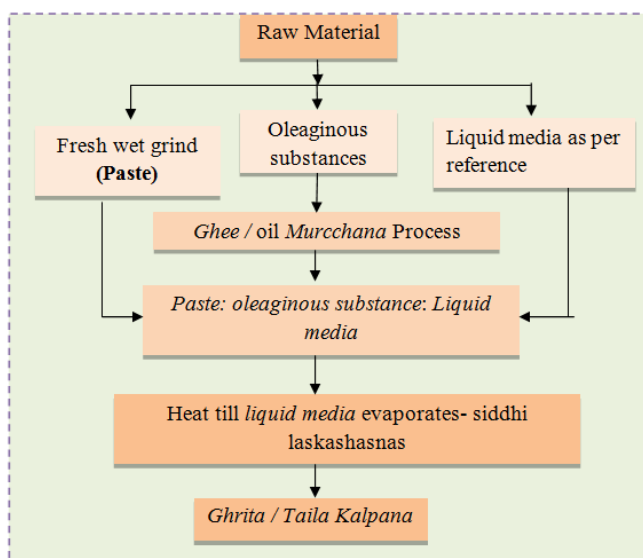 Raw Material
Fresh wet grind
(Paste)
Oleaginous
substances
Liquid media as per
reference
Ghee / oil Murcchana Process
Paste: oleaginous substance: Liquid
media
Heat till liquid media evaporates- siddhi
laskashasnas
Ghrita / Taila Kalpana